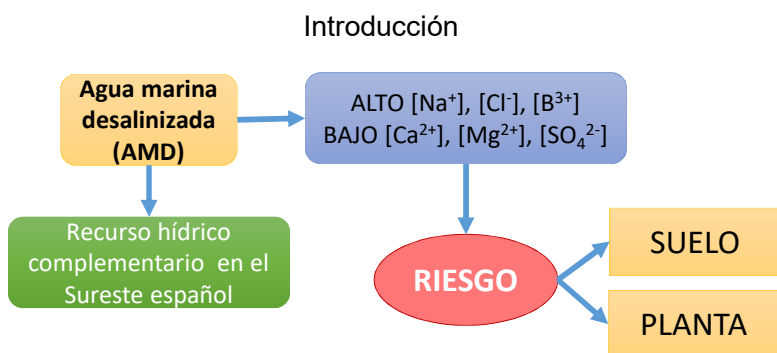 Introducción
Agua marina
desalinizada
(AMD)
ALTO [Na⁺], [Cl⁻], [B³⁺]
BAJO [Ca²⁺], [Mg²⁺], [SO₄²⁻]
Recurso hídrico
complementario en el
Sureste español
RIESGO
SUELO
PLANTA